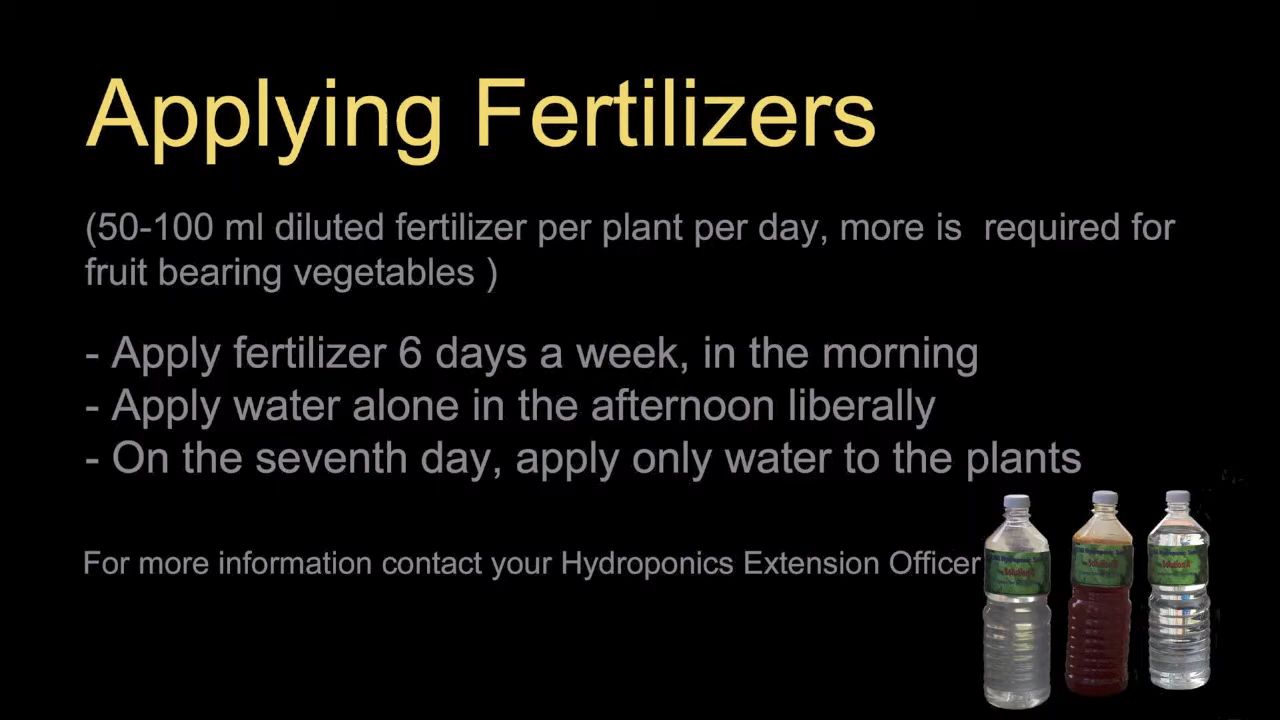 Applying Fertilizers
(50-100 ml diluted fertilizer per plant per day, more is required for
fruit bearing vegetables )
- Apply fertilizer 6 days a week, in the morning
- Apply water alone in the afternoon liberally
- On the seventh day, apply only water to the plants
For more information contact your Hydroponics Extension Officer